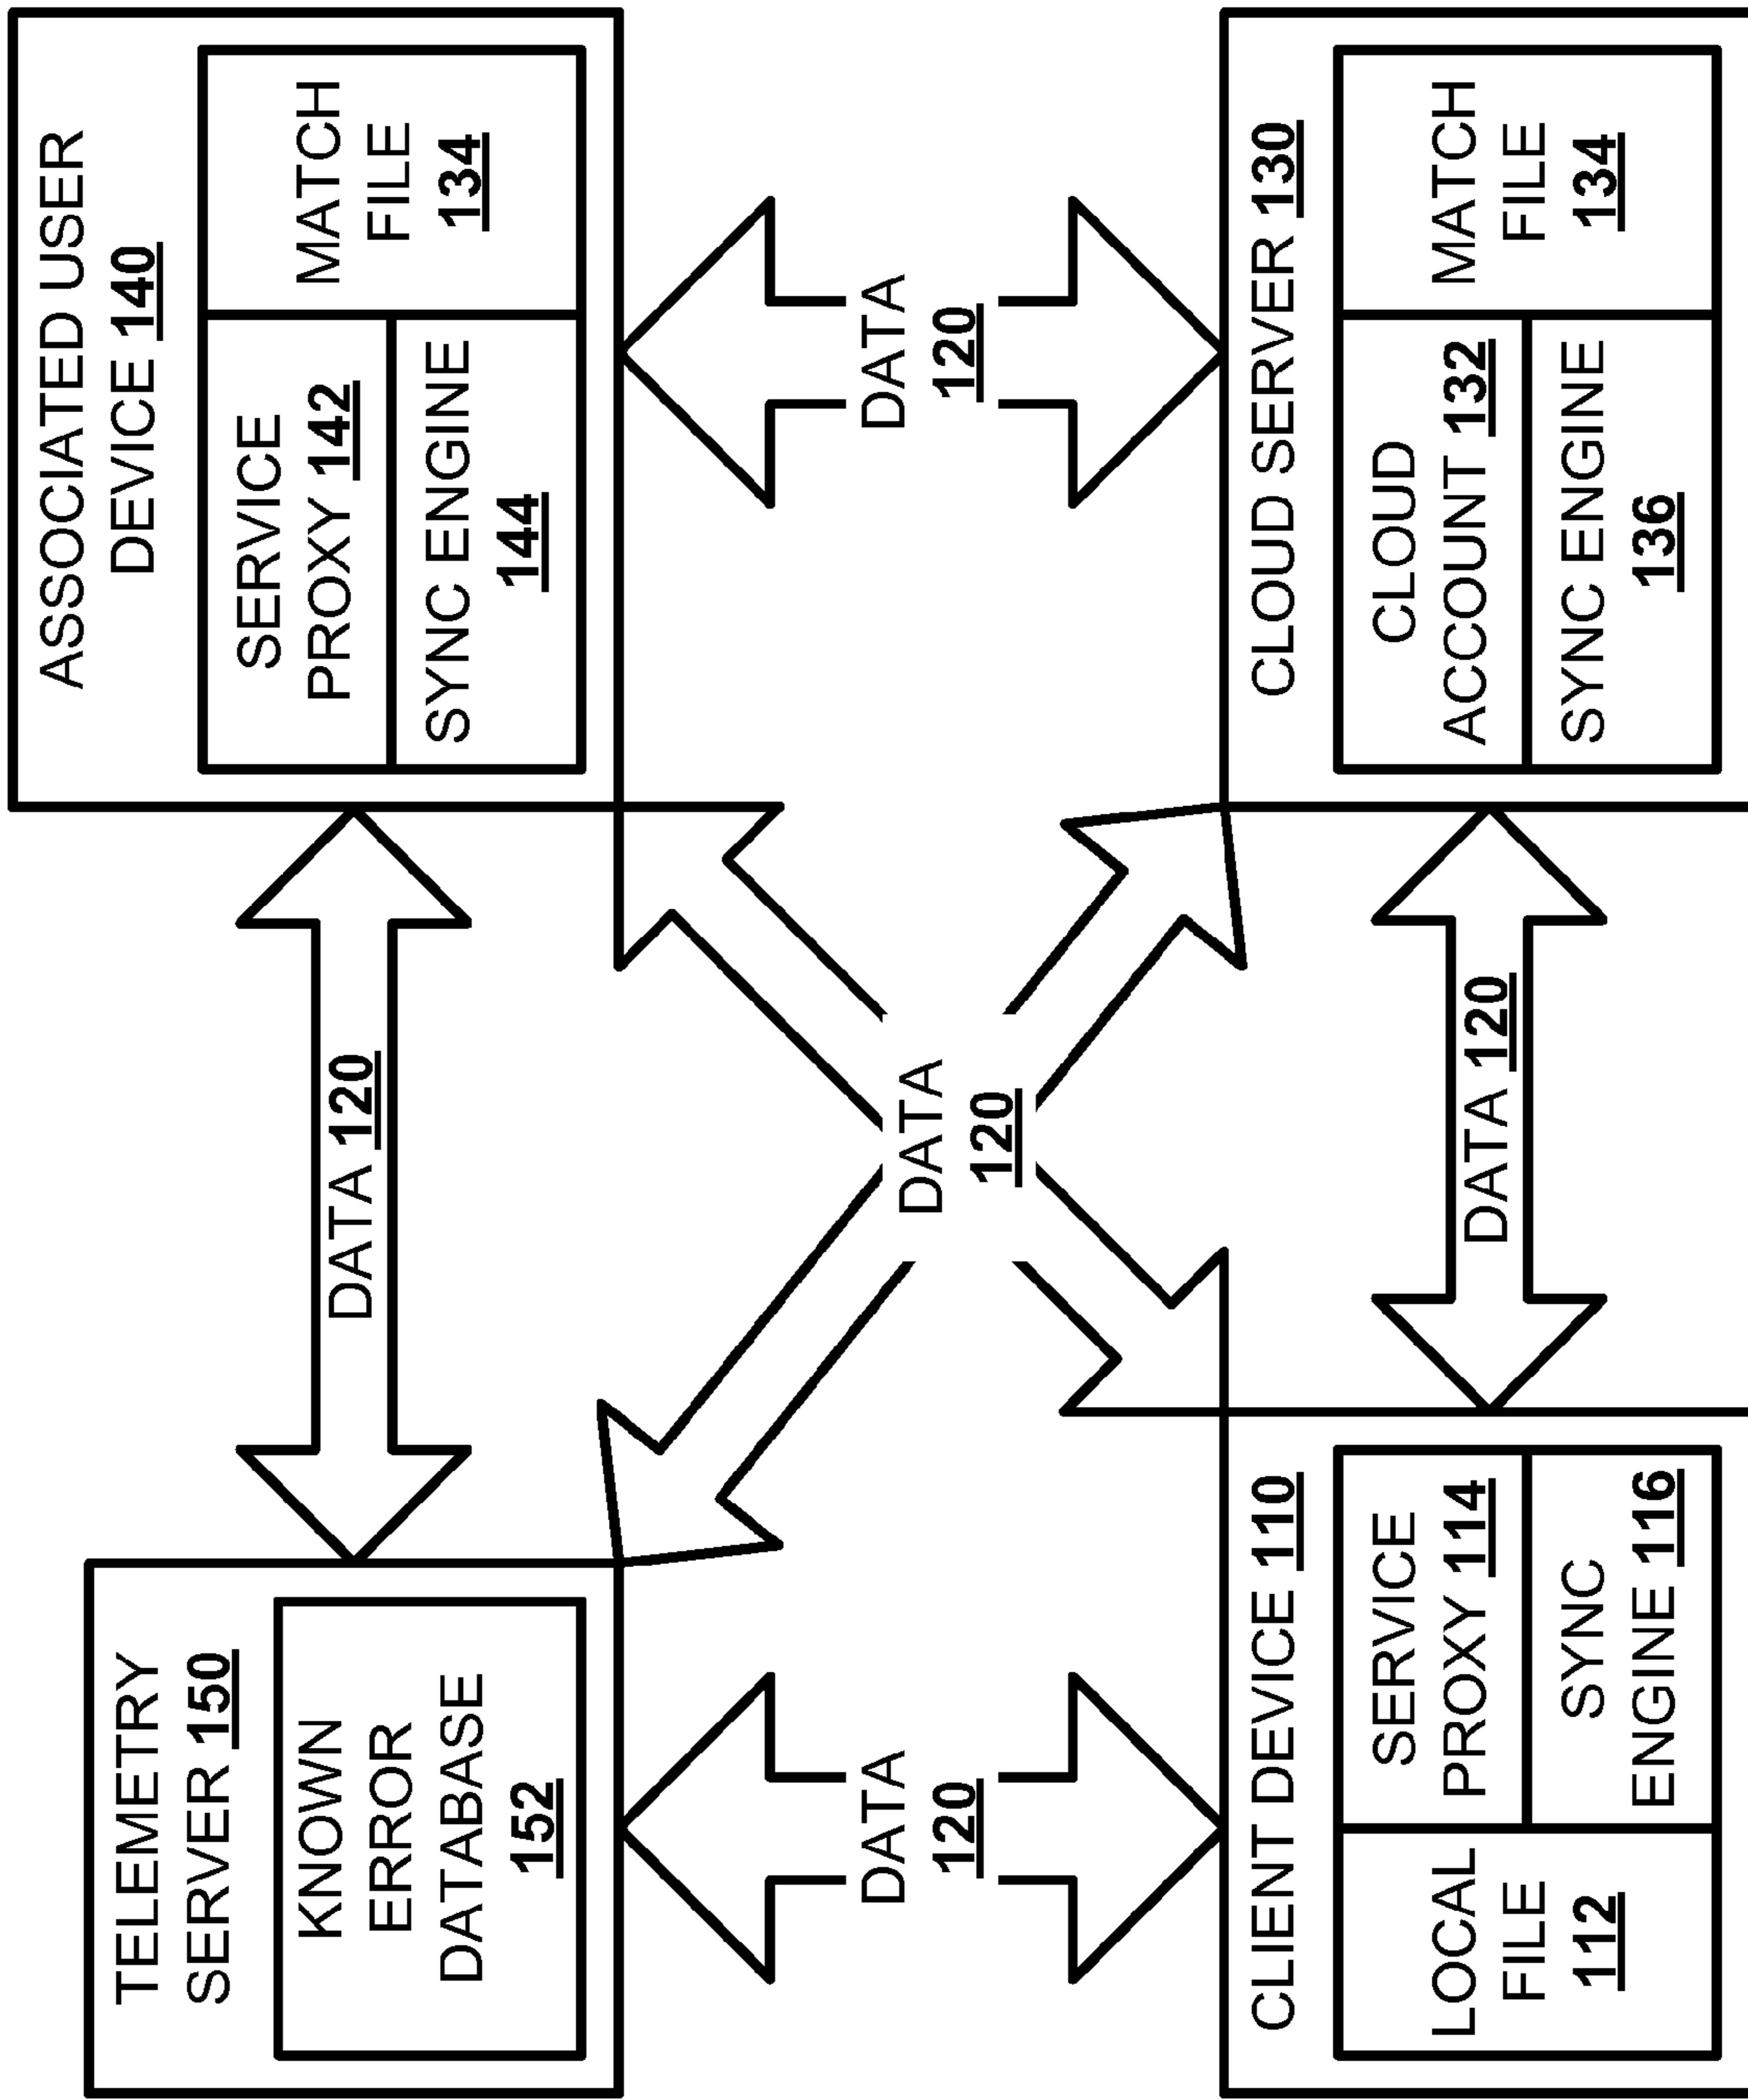 TELEMETRY
SERVER 150
KNOWN
ERROR
DATABASE
152
DATA 120
ASSOCIATED USER
DEVICE 140
SERVICE
PROXY 142
SYNC ENGINE
144
MATCH
FILE
134
DATA
120
DATA
120
DATA
120
CLIENT DEVICE 110
LOCAL
FILE
112
SERVICE
PROXY 114
SYNC
ENGINE 116
DATA 120
CLOUD SERVER 130
CLOUD
ACCOUNT 132
SYNC ENGINE
136
MATCH
FILE
134